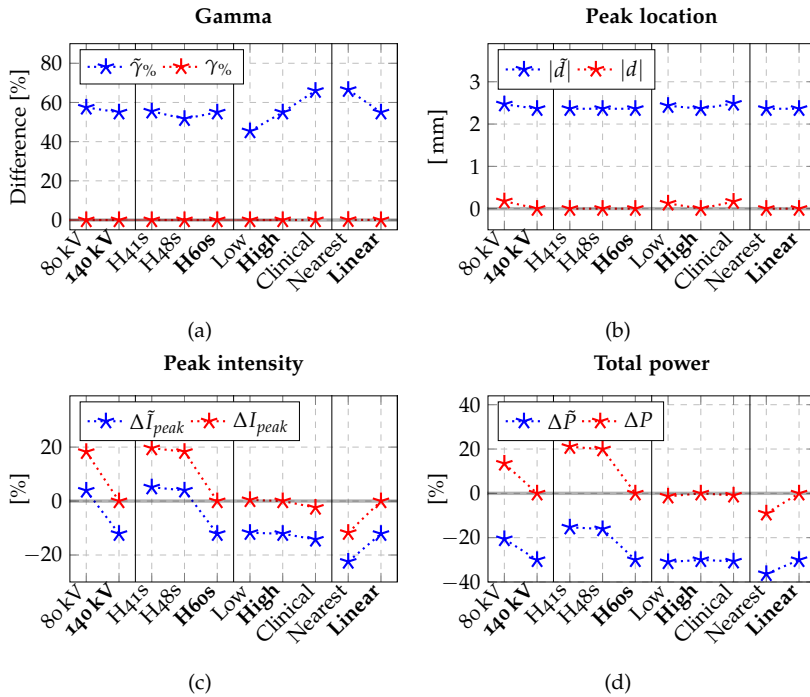 Gamma
γ̃% γ%
Difference [%]
80
60
40
20
0
80 kV
140 kV
H41s
H48s
H60s
Low
High
Clinical
Nearest
Linear
(a)
Peak location
|d̃| |d|
[ mm]
3
2
1
0
80 kV
140 kV
H41s
H48s
H60s
Low
High
Clinical
Nearest
Linear
(b)
Peak intensity
ΔĨpeak ΔIpeak
[%]
20
0
−20
80 kV
140 kV
H41s
H48s
H60s
Low
High
Clinical
Nearest
Linear
(c)
Total power
ΔP̃ ΔP
[%]
40
20
0
−20
−40
80 kV
140 kV
H41s
H48s
H60s
Low
High
Clinical
Nearest
Linear
(d)